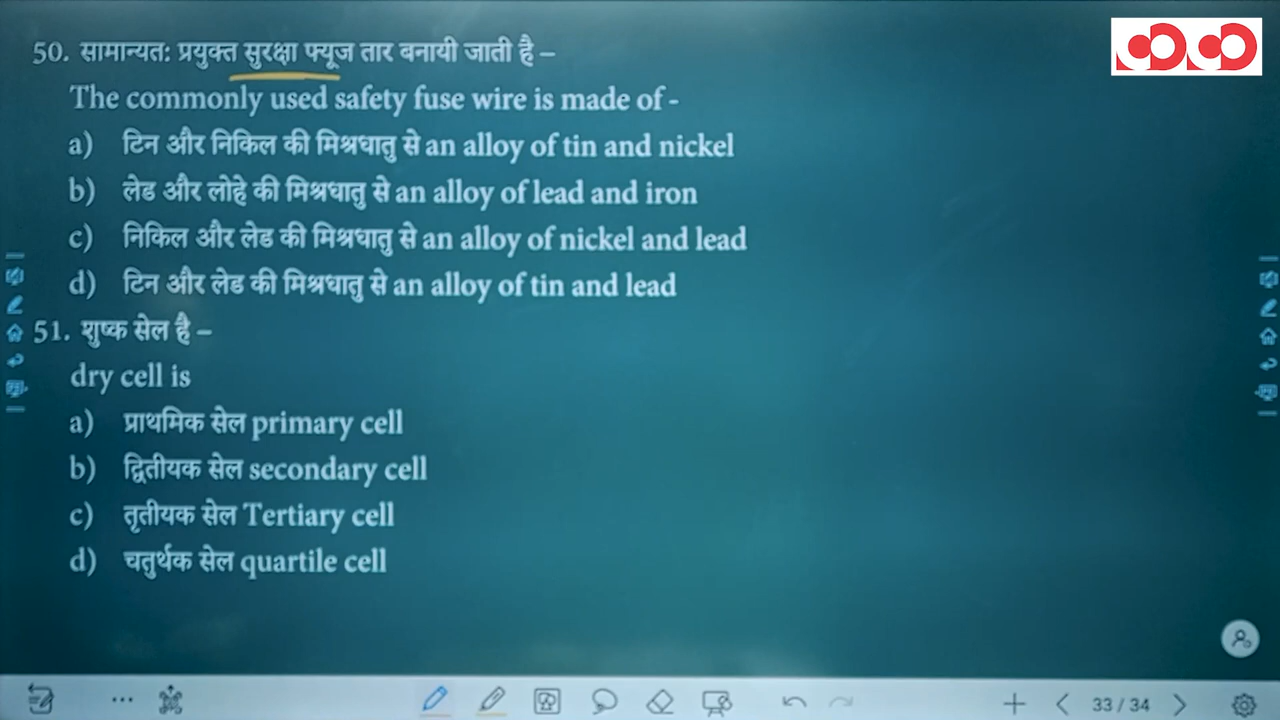 50. सामान्यत: प्रयुक्त सुरक्षा फ्यूज तार बनायी जाती है –
The commonly used safety fuse wire is made of -
a) टिन और निकिल की मिश्रधातु से an alloy of tin and nickel
b) लेड और लोहे की मिश्रधातु से an alloy of lead and iron
c) निकिल और लेड की मिश्रधातु से an alloy of nickel and lead
d) टिन और लेड की मिश्रधातु से an alloy of tin and lead
51. शुष्क सेल है –
dry cell is
a) प्राथमिक सेल primary cell
b) द्वितीयक सेल secondary cell
c) तृतीयक सेल Tertiary cell
d) चतुर्थक सेल quartile cell
33 / 34